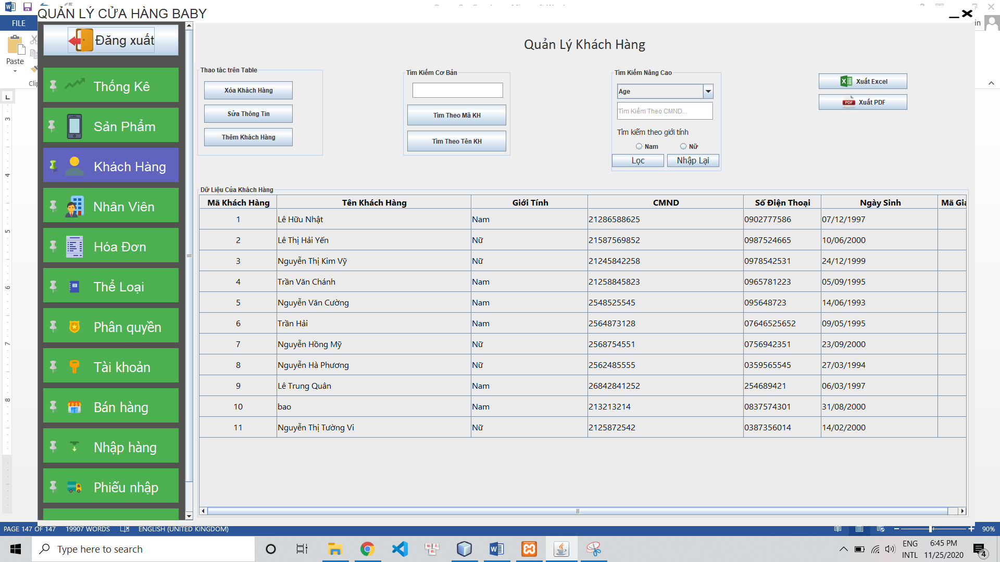 QUẢN LÝ CỬA HÀNG BABY
FILE
in
Paste
Đăng xuất
Thống Kê
Sản Phẩm
Khách Hàng
Nhân Viên
Hóa Đơn
Thể Loại
Phân quyền
Tài khoản
Bán hàng
Nhập hàng
Phiếu nhập
Quản Lý Khách Hàng
Thao tác trên Table
Xóa Khách Hàng
Sửa Thông Tin
Thêm Khách Hàng
Tìm Kiếm Cơ Bản
Tìm Theo Mã KH
Tìm Theo Tên KH
Tìm Kiếm Nâng Cao
Age
Tìm Kiếm Theo CMND...
Tìm kiếm theo giới tính
Nam Nữ
Lọc Nhập Lại
Xuất Excel
PDF Xuất PDF
Dữ Liệu Của Khách Hàng
Mã Khách Hàng Tên Khách Hàng Giới Tính CMND Số Điện Thoại Ngày Sinh Mã Gia
1 Lê Hữu Nhật Nam 21286588625 0902777586 07/12/1997
2 Lê Thị Hải Yến Nữ 21587569852 0987524665 10/06/2000
3 Nguyễn Thị Kim Vỹ Nữ 21245842258 0978542531 24/12/1999
4 Trần Văn Chánh Nam 21258845823 0965781223 05/09/1995
5 Nguyễn Văn Cường Nam 2548525545 095648723 14/06/1993
6 Trần Hải Nam 2564873128 07646525652 09/05/1995
7 Nguyễn Hồng Mỹ Nữ 2568754551 0756942351 23/09/2000
8 Nguyễn Hà Phương Nữ 2562485555 0359565545 27/03/1994
9 Lê Trung Quân Nam 26842841252 254689421 06/03/1997
10 bao Nam 213213214 0837574301 31/08/2000
11 Nguyễn Thị Tường Vi Nữ 2125872542 0387356014 14/02/2000
3
4
5
6
7
8
PAGE 147 OF 147 19907 WORDS ENGLISH (UNITED KINGDOM) 90%
Type here to search
ENG
INTL
6:45 PM
11/25/2020
4